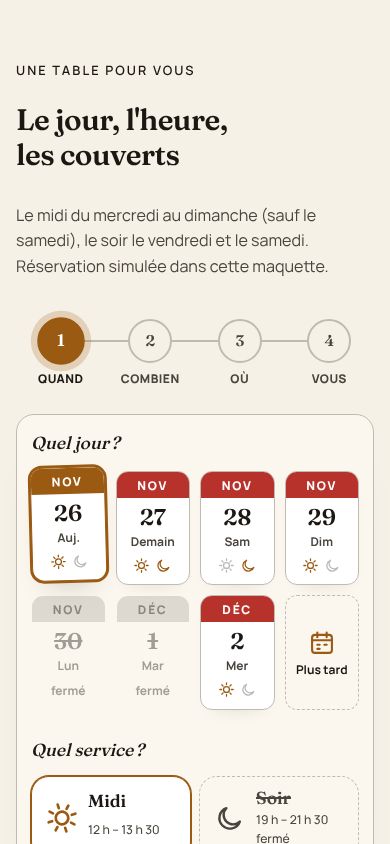 UNE TABLE POUR VOUS
Le jour, l'heure,
les couverts
Le midi du mercredi au dimanche (sauf le
samedi), le soir le vendredi et le samedi.
Réservation simulée dans cette maquette.
1 2 3 4
QUAND COMBIEN OÙ VOUS
Quel jour ?
NOV NOV NOV NOV
26 27 28 29
Auj. Demain Sam Dim
NOV DÉC DÉC
30 1 2
Lun Mar Mer Plus tard
fermé fermé
Quel service ?
Midi Soir
12 h – 13 h 30 19 h – 21 h 30
fermé